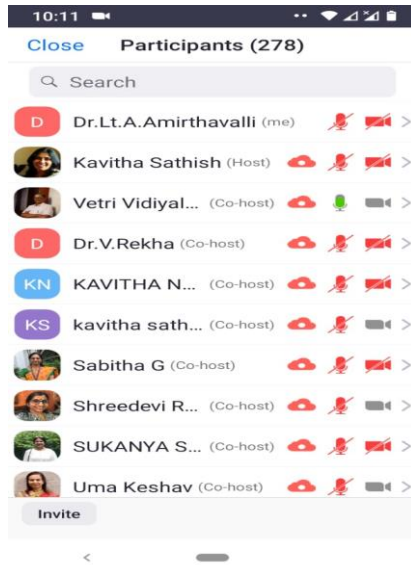 10:11
Close Participants (278)
Search
D Dr.Lt.A.Amirthavalli (me)
Kavitha Sathish (Host)
Vetri Vidiyal... (Co-host)
D Dr.V.Rekha (Co-host)
KN KAVITHA N... (Co-host)
KS kavitha sath... (Co-host)
Sabitha G (Co-host)
Shreedevi R... (Co-host)
SUKANYA S... (Co-host)
Uma Keshav (Co-host)
Invite